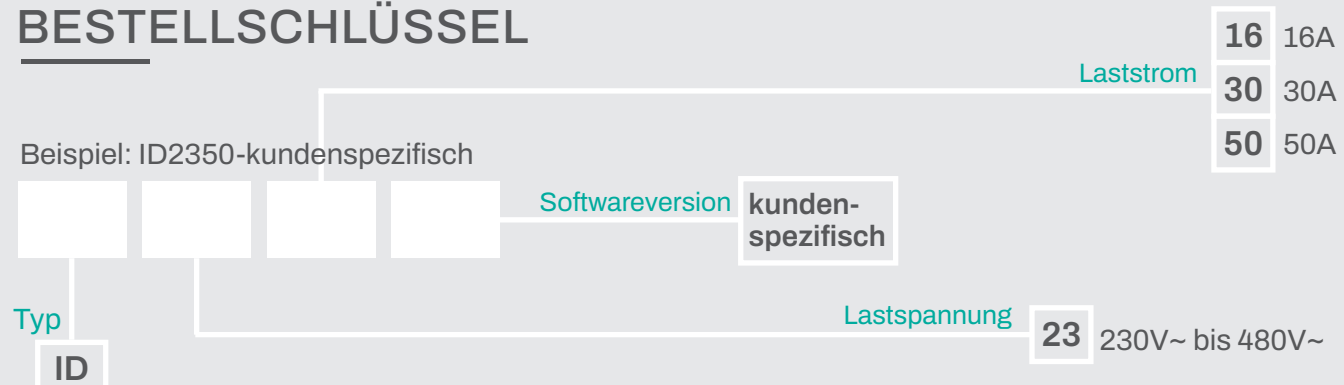 BESTELLSCHLÜSSEL
16 16A
Laststrom
30 30A
50 50A
Beispiel: ID2350-kundenspezifisch
Softwareversion
kunden-
spezifisch
Typ
ID
Lastspannung
23 230V~ bis 480V~